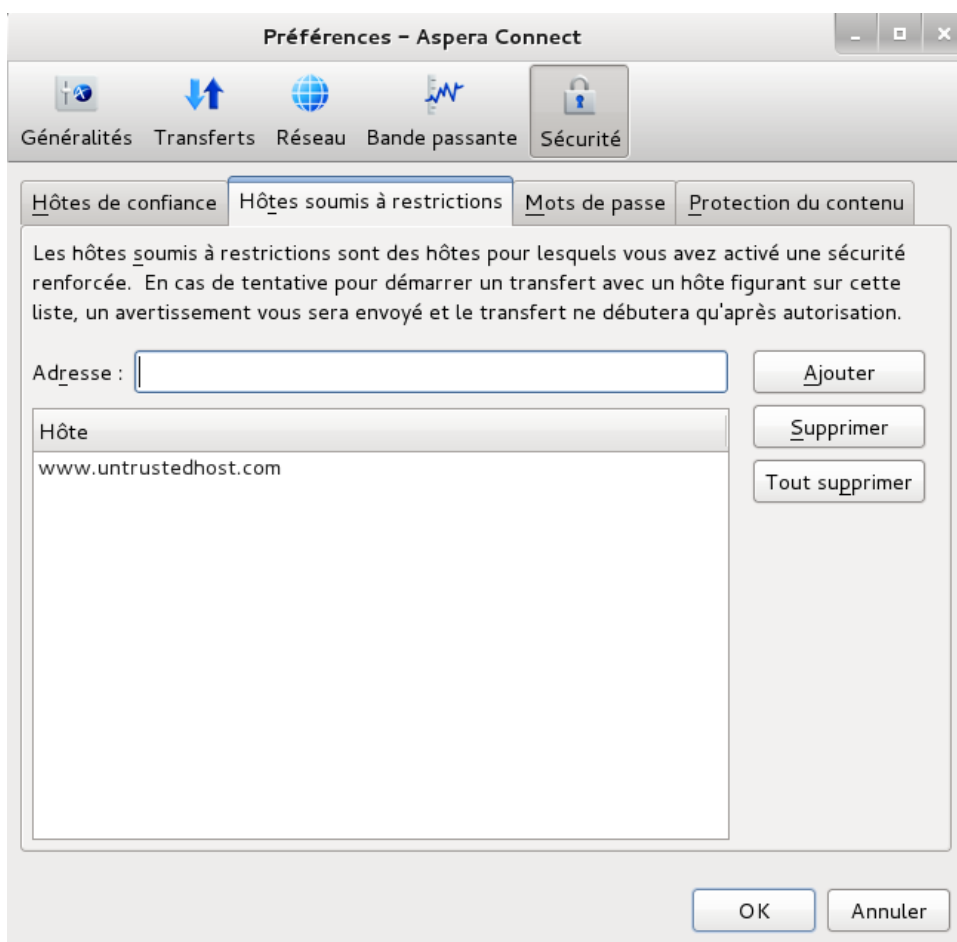 Préférences – Aspera Connect
Généralités Transferts Réseau Bande passante Sécurité
Hôtes de confiance Hôtes soumis à restrictions Mots de passe Protection du contenu
Les hôtes soumis à restrictions sont des hôtes pour lesquels vous avez activé une sécurité
renforcée. En cas de tentative pour démarrer un transfert avec un hôte figurant sur cette
liste, un avertissement vous sera envoyé et le transfert ne débutera qu'après autorisation.
Adresse : Ajouter
Hôte Supprimer
www.untrustedhost.com
Tout supprimer
OK Annuler